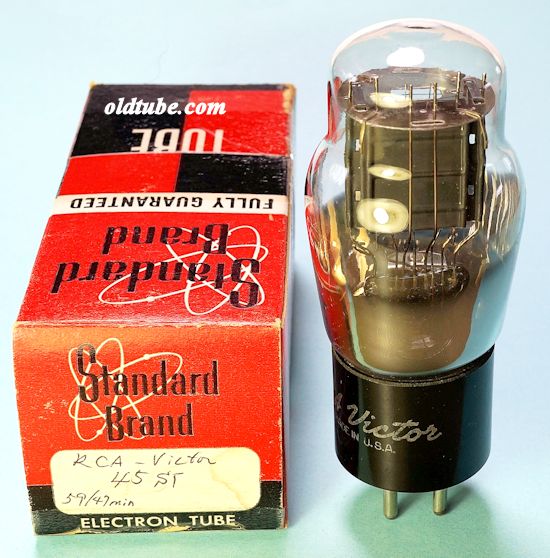 oldtube.com
TUBE
FULLY GUARANTEED
Standard
Brand
Standard
Brand
RCA - Victor
45 ST
59/47 min
ELECTRON TUBE
A Victor
MADE IN U.S.A.